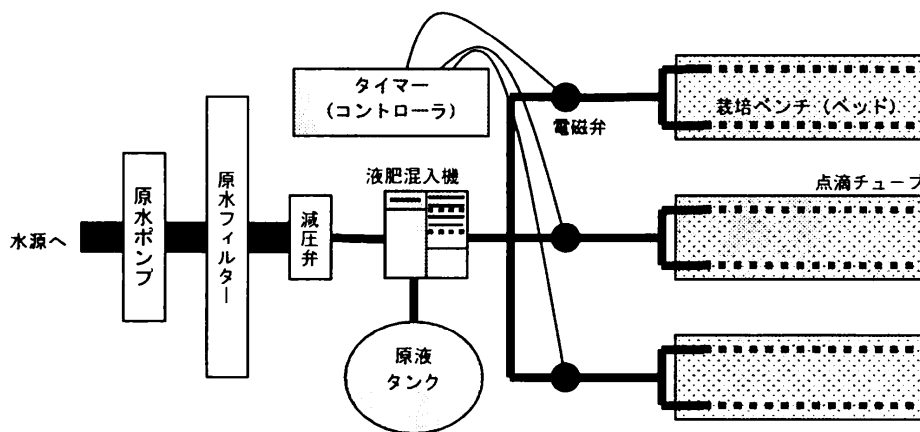 タイマー
(コントローラ)
電磁弁
栽培ベンチ(ベッド)
点滴チューブ
液肥混入機
水源へ
原水ポンプ
原水フィルター
減圧弁
原液
タンク